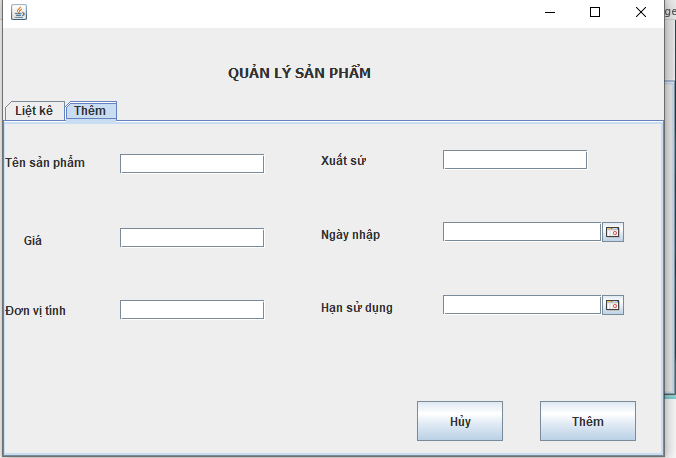 QUẢN LÝ SẢN PHẨM
Liệt kê Thêm
Tên sản phẩm Xuất sứ
Giá Ngày nhập
Đơn vị tính Hạn sử dụng
Hủy Thêm